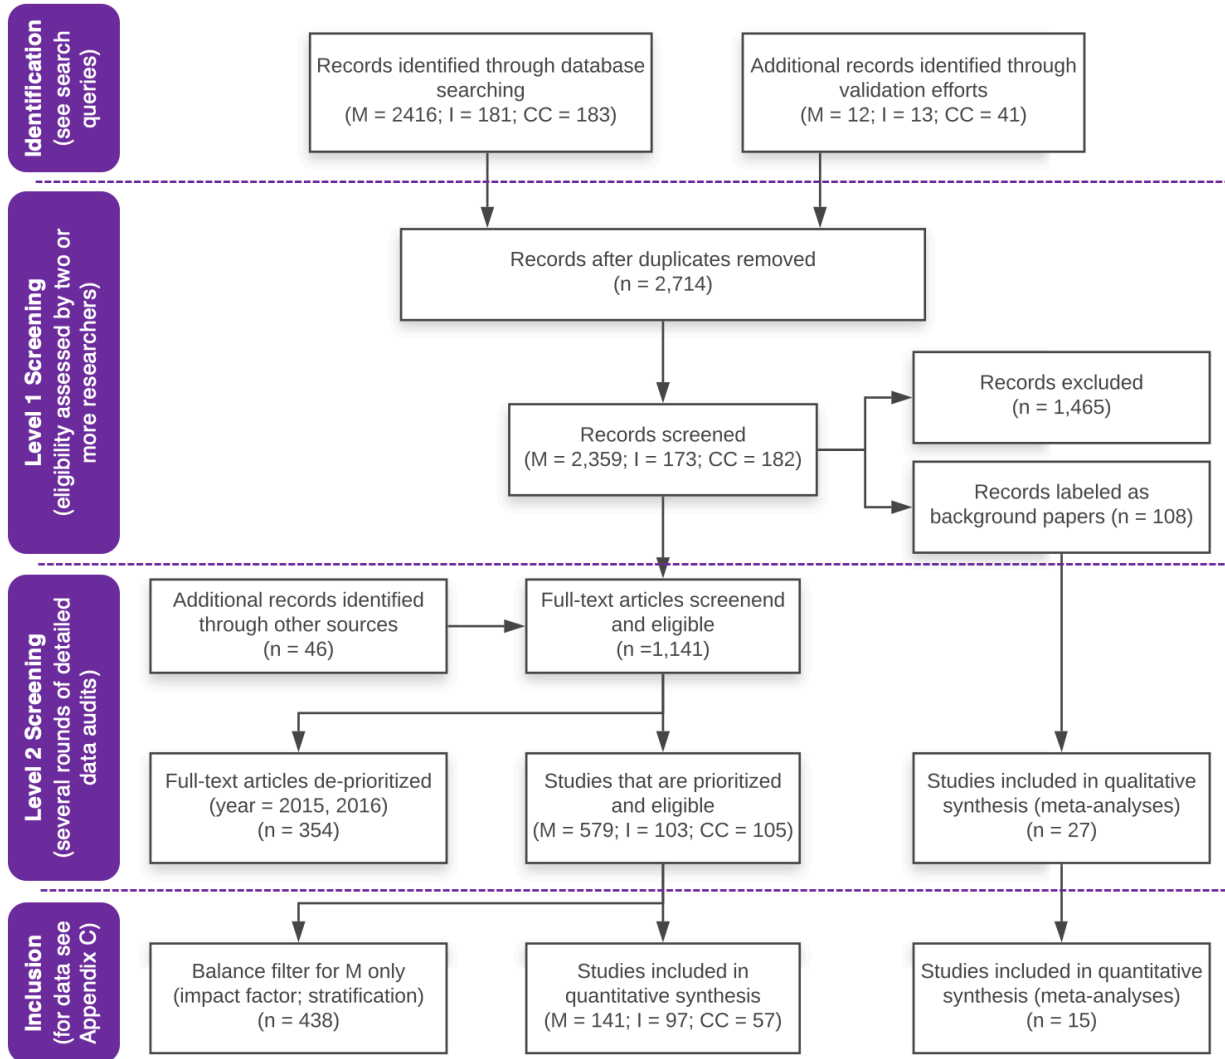 Identification
(see search
queries)
Records identified through database
searching
(M = 2416; I = 181; CC = 183)
Additional records identified through
validation efforts
(M = 12; I = 13; CC = 41)
Level 1 Screening
(eligibility assessed by two or
more researchers)
Records after duplicates removed
(n = 2,714)
Records screened
(M = 2,359; I = 173; CC = 182)
Records excluded
(n = 1,465)
Records labeled as
background papers (n = 108)
Level 2 Screening
(several rounds of detailed
data audits)
Additional records identified
through other sources
(n = 46)
Full-text articles screenend
and eligible
(n =1,141)
Full-text articles de-prioritized
(year = 2015, 2016)
(n = 354)
Studies that are prioritized
and eligible
(M = 579; I = 103; CC = 105)
Studies included in qualitative
synthesis (meta-analyses)
(n = 27)
Inclusion
(for data see
Appendix C)
Balance filter for M only
(impact factor; stratification)
n = 438)
Studies included in
quantitative synthesis
(M = 141; I = 97; CC = 57)
Studies included in quantitative
synthesis (meta-analyses)
(n = 15)